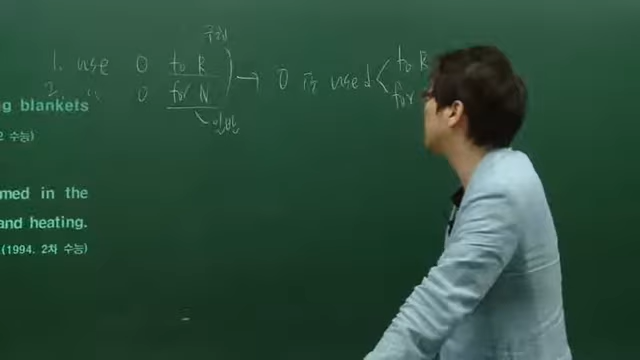 구체
1. use O to R → O is used to R
2. " O for N for
일반
ng blankets
2 수능)
med in the
and heating.
(1994. 2차 수능)